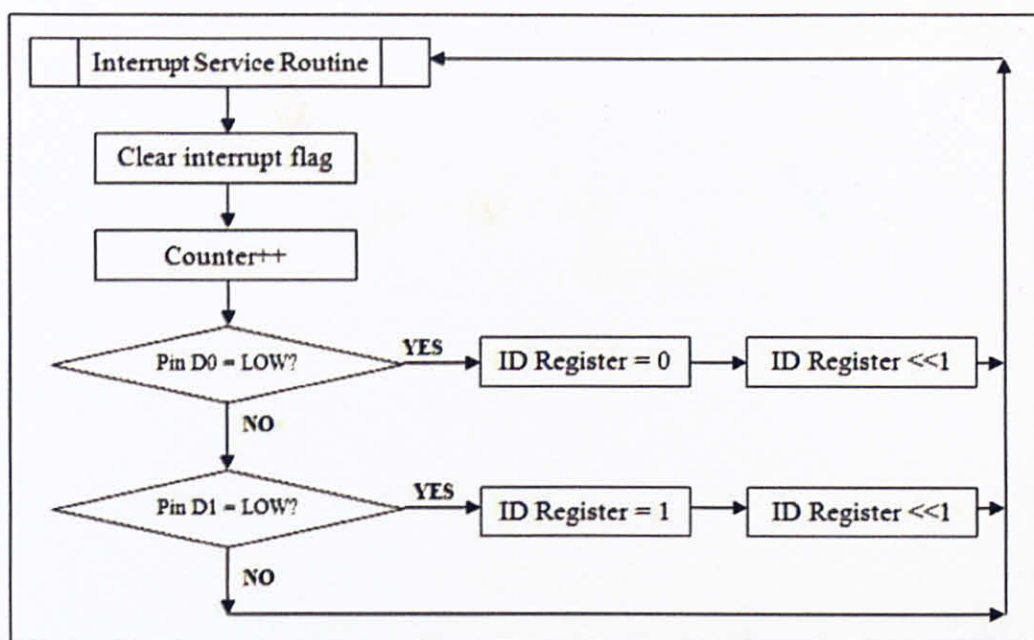 Interrupt Service Routine
Clear interrupt flag
Counter++
Pin D0 = LOW?
YES
ID Register = 0
ID Register <<1
NO
Pin D1 = LOW?
YES
ID Register = 1
ID Register <<1
NO